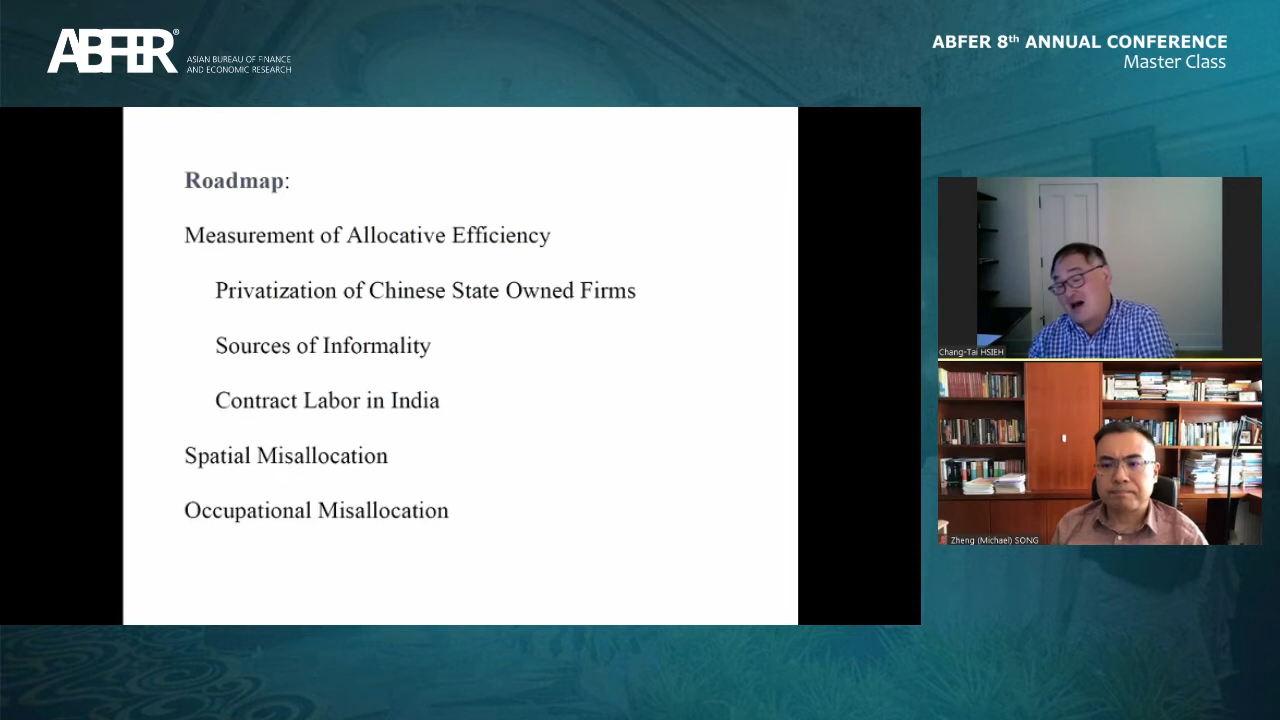 ABFER®
ASIAN BUREAU OF FINANCE
AND ECONOMIC RESEARCH
ABFER 8th ANNUAL CONFERENCE
Master Class
Roadmap:
Measurement of Allocative Efficiency
Privatization of Chinese State Owned Firms
Sources of Informality
Contract Labor in India
Spatial Misallocation
Occupational Misallocation
Chang-Tai HSIEH
Zheng (Michael) SONG